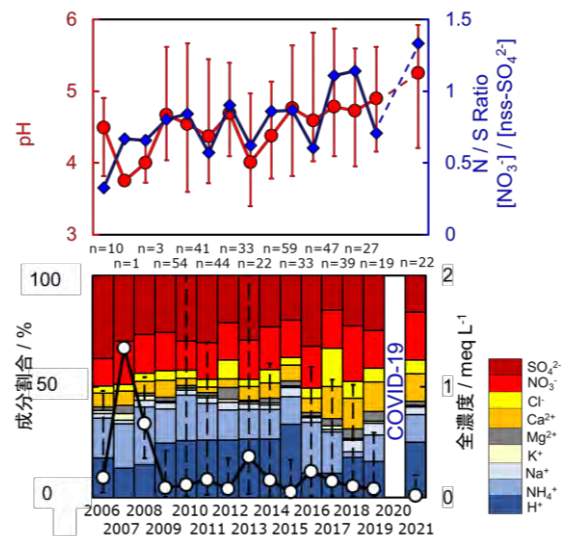 6
5
4
3
pH
1.5
1
0.5
0
N / S Ratio
[NO₃⁻] / [nss-SO₄²⁻]
n=10 n=3 n=41 n=33 n=59 n=47 n=27
n=1 n=54 n=44 n=22 n=33 n=39 n=19 n=22
100
50
0
成分割合 / %
2
1
0
全濃度 / meq L⁻¹
COVID-19
SO₄²⁻
NO₃⁻
Cl⁻
Ca²⁺
Mg²⁺
K⁺
Na⁺
NH₄⁺
H⁺
2006 2008 2010 2012 2014 2016 2018 2020
2007 2009 2011 2013 2015 2017 2019 2021